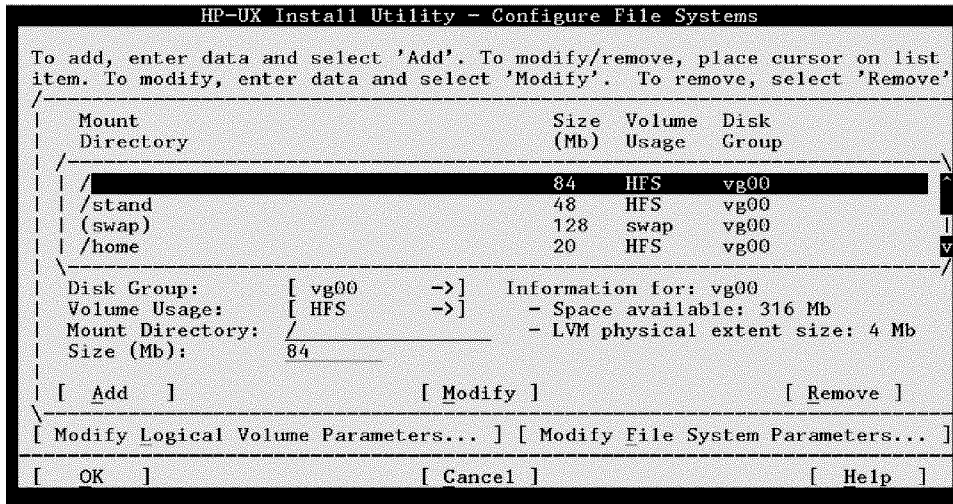 HP-UX Install Utility - Configure File Systems
To add, enter data and select 'Add'. To modify/remove, place cursor on list
item. To modify, enter data and select 'Modify'. To remove, select 'Remove'
Mount Size Volume Disk
Directory (Mb) Usage Group
/ 84 HFS vg00
/stand 48 HFS vg00
(swap) 128 swap vg00
/home 20 HFS vg00
Disk Group: [ vg00 ->] Information for: vg00
Volume Usage: [ HFS ->] - Space available: 316 Mb
Mount Directory: / - LVM physical extent size: 4 Mb
Size (Mb): 84
[ Add ] [ Modify ] [ Remove ]
[ Modify Logical Volume Parameters... ] [ Modify File System Parameters... ]
[ OK ] [ Cancel ] [ Help ]